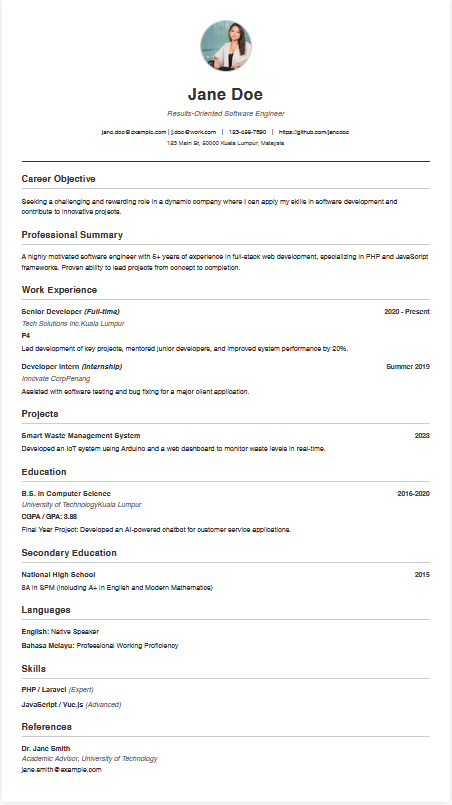 Jane Doe
Results-Oriented Software Engineer
jane.doe@example.com | j.doe@work.com | 123-456-7890 | https://github.com/janedoe
123 Main St, 50000 Kuala Lumpur, Malaysia
Career Objective
Seeking a challenging and rewarding role in a dynamic company where I can apply my skills in software development and
contribute to innovative projects.
Professional Summary
A highly motivated software engineer with 5+ years of experience in full-stack web development, specializing in PHP and JavaScript
frameworks. Proven ability to lead projects from concept to completion.
Work Experience
Senior Developer (Full-time) 2020 - Present
Tech Solutions Inc.Kuala Lumpur
P4
Led development of key projects, mentored junior developers, and improved system performance by 20%.
Developer Intern (Internship) Summer 2019
Innovate CorpPenang
Assisted with software testing and bug fixing for a major client application.
Projects
Smart Waste Management System 2023
Developed an IoT system using Arduino and a web dashboard to monitor waste levels in real-time.
Education
B.S. in Computer Science 2016-2020
University of TechnologyKuala Lumpur
CGPA / GPA: 3.88
Final Year Project: Developed an AI-powered chatbot for customer service applications.
Secondary Education
National High School 2015
8A in SPM (including A+ in English and Modern Mathematics)
Languages
English: Native Speaker
Bahasa Melayu: Professional Working Proficiency
Skills
PHP / Laravel (Expert)
JavaScript / Vue.js (Advanced)
References
Dr. Jane Smith
Academic Advisor, University of Technology
jane.smith@example.com